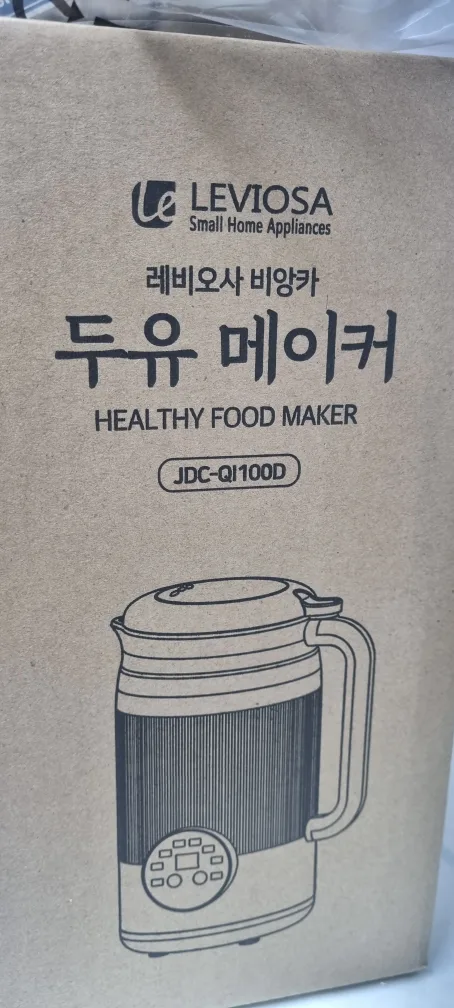 Le LEVIOSA
Small Home Appliances
레비오사 비앙카
두유 메이커
HEALTHY FOOD MAKER
JDC-QI100D